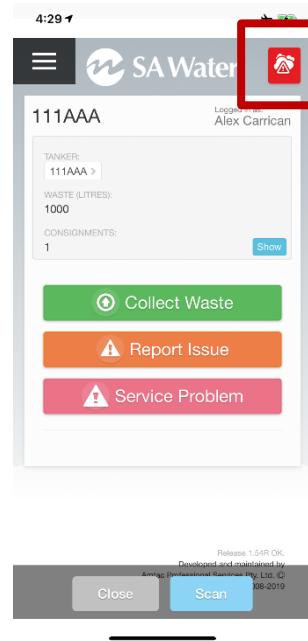 4:29
SA Water
111AAA
Logged in as:
Alex Carrican
TANKER:
111AAA >
WASTE (LITRES):
1000
CONSIGNMENTS:
1
Show
Collect Waste
Report Issue
Service Problem
Release 1.54R OK.
Developed and maintained by
Amtac Professional Services Pty. Ltd. ©
008-2019
Close
Scan